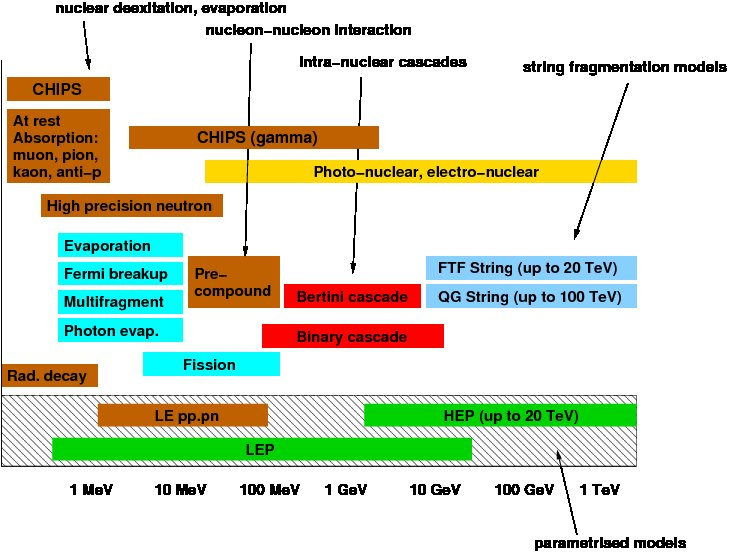 nuclear deexitation, evaporation
nucleon-nucleon interaction
intra-nuclear cascades
string fragmentation models
CHIPS
At rest
Absorption:
muon, pion,
kaon, anti-p
CHIPS (gamma)
Photo-nuclear, electro-nuclear
High precision neutron
Evaporation
Fermi breakup
Multifragment
Photon evap.
Pre-
compound
Bertini cascade
FTF String (up to 20 TeV)
QG String (up to 100 TeV)
Binary cascade
Fission
Rad. decay
LE pp.pn
HEP (up to 20 TeV)
LEP
1 MeV 10 MeV 100 MeV 1 GeV 10 GeV 100 GeV 1 TeV
parametrised models